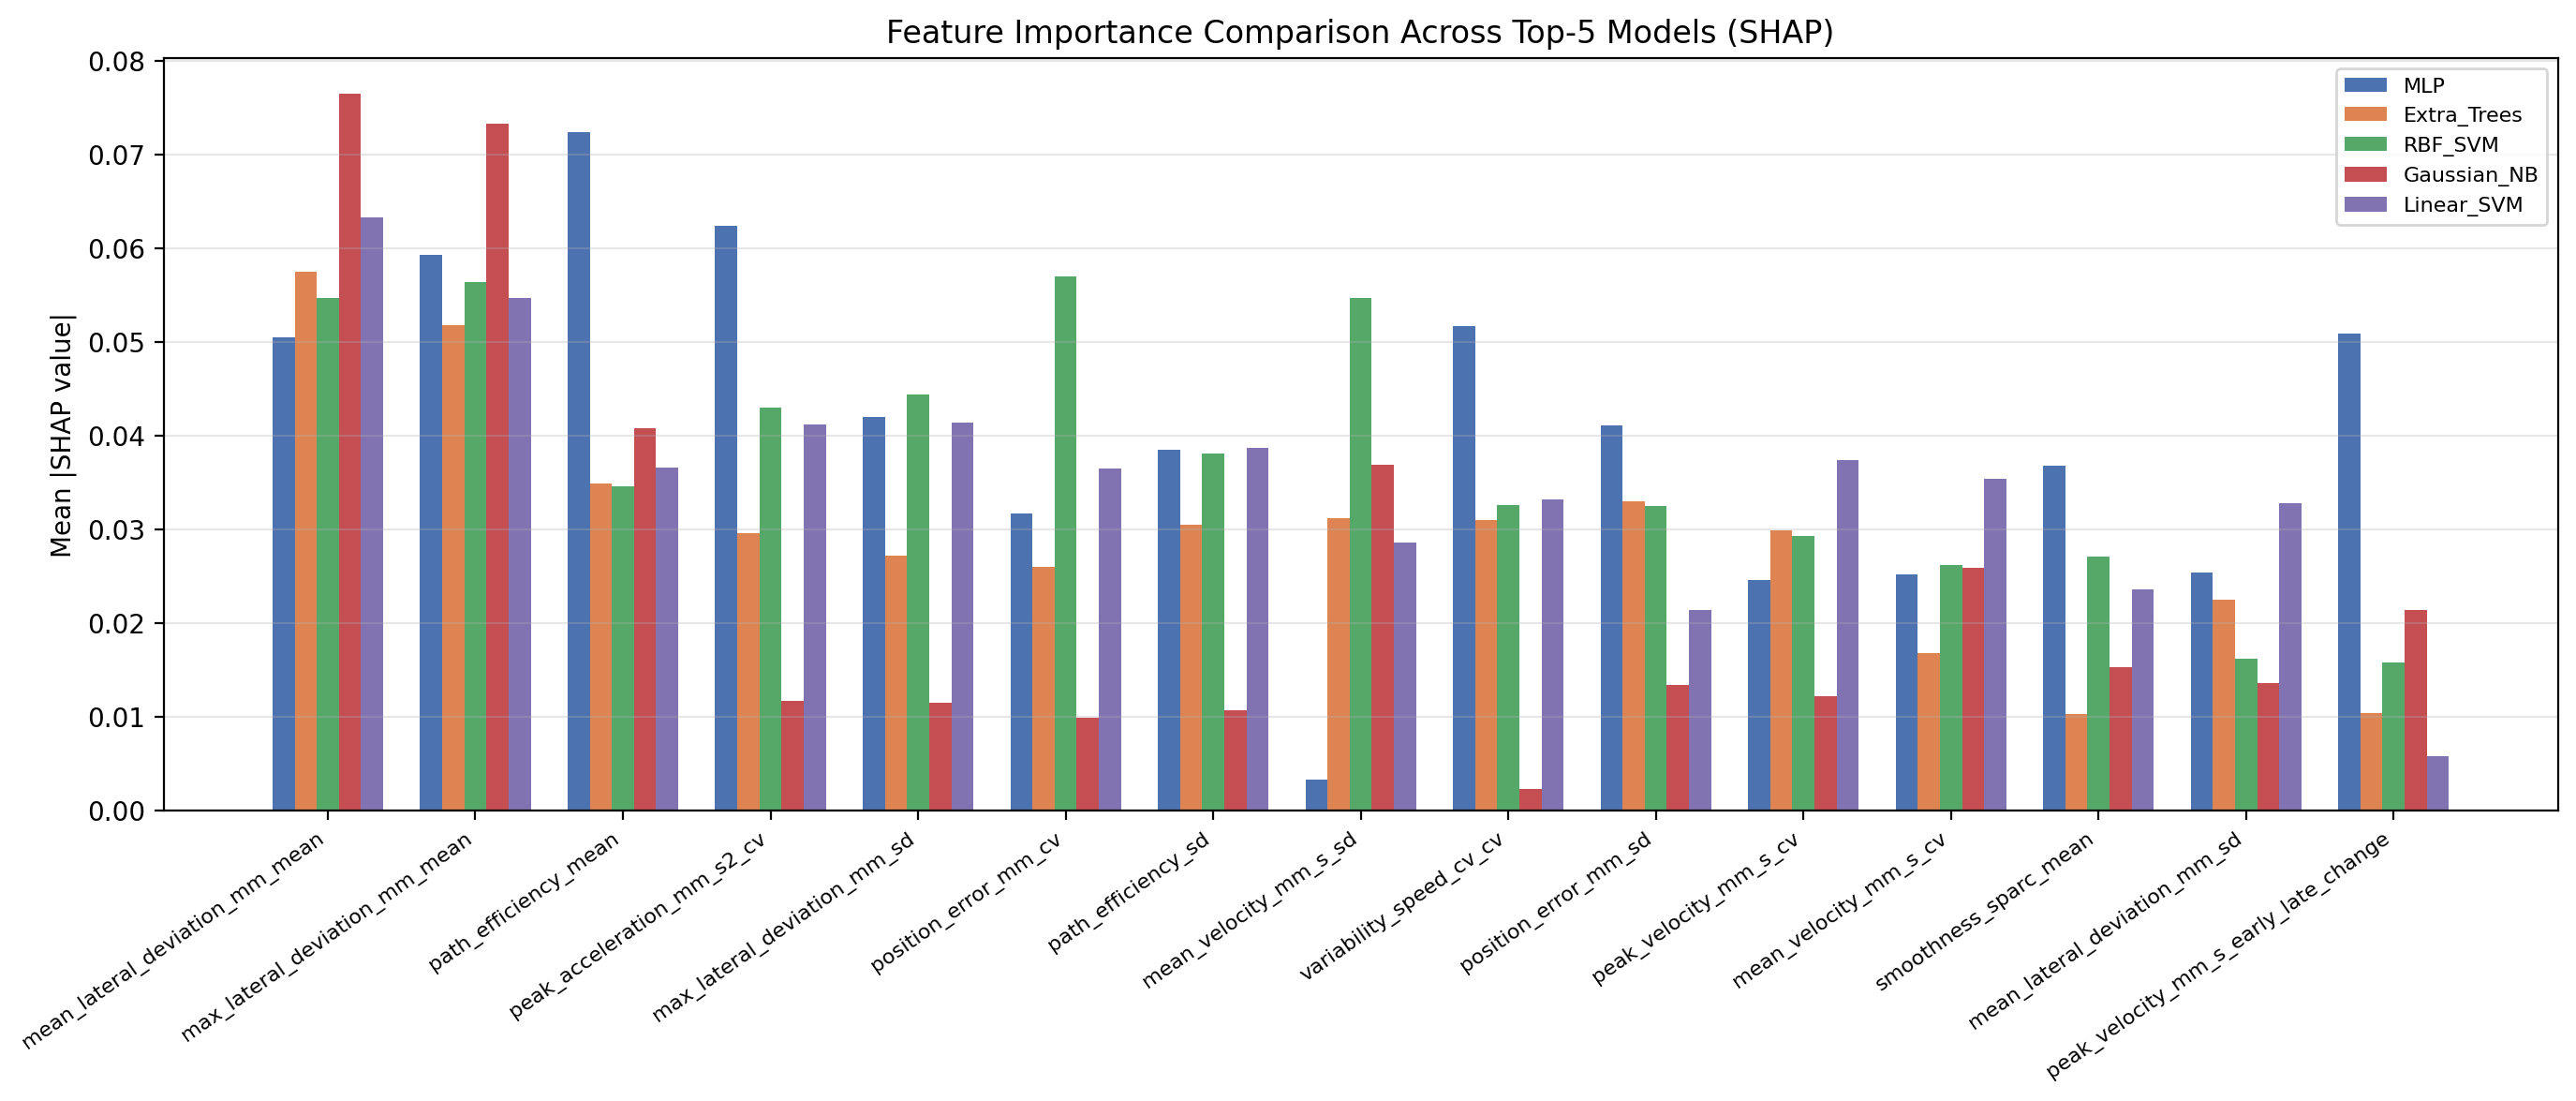 Feature Importance Comparison Across Top-5 Models (SHAP)
Mean |SHAP value|
0.08
0.07
0.06
0.05
0.04
0.03
0.02
0.01
0.00
MLP
Extra_Trees
RBF_SVM
Gaussian_NB
Linear_SVM
mean_lateral_deviation_mm_mean
max_lateral_deviation_mm_mean
path_efficiency_mean
peak_acceleration_mm_s2_cv
max_lateral_deviation_mm_sd
position_error_mm_cv
path_efficiency_sd
mean_velocity_mm_s_sd
variability_speed_cv_cv
position_error_mm_sd
peak_velocity_mm_s_cv
mean_velocity_mm_s_cv
smoothness_sparc_mean
mean_lateral_deviation_mm_sd
peak_velocity_mm_s_early_late_change